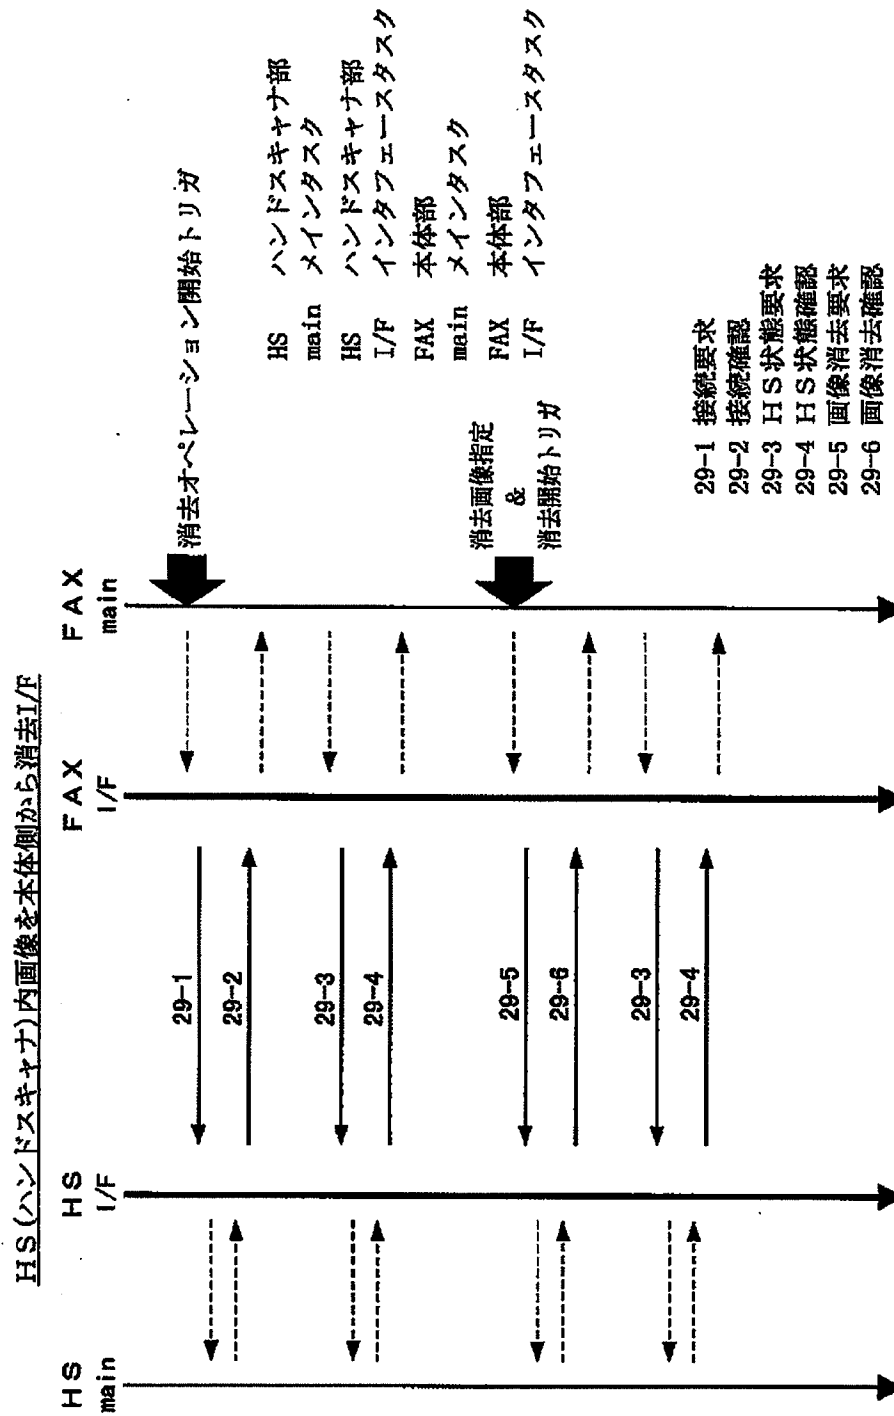 HS(ハンドスキャナ)内画像を本体側から消去I/F
HS
main
HS
I/F
FAX
I/F
FAX
main
消去オペレーション開始トリガ
29-1
29-2
29-3
29-4
消去画像指定
&
消去開始トリガ
29-5
29-6
29-3
29-4
HS ハンドスキャナ部
main メインタスク
HS ハンドスキャナ部
I/F インタフェースタスク
FAX 本体部
main メインタスク
FAX 本体部
I/F インタフェースタスク
29-1 接続要求
29-2 接続確認
29-3 HS状態要求
29-4 HS状態確認
29-5 画像消去要求
29-6 画像消去確認